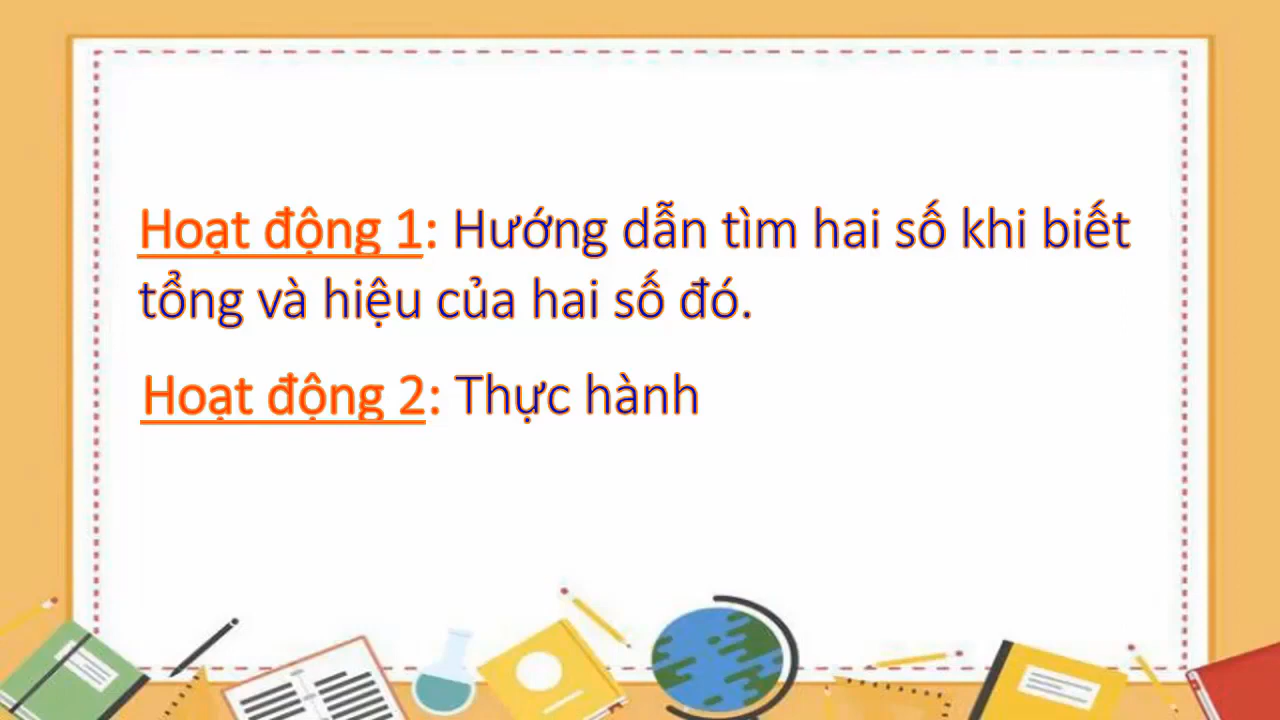 Hoạt động 1: Hướng dẫn tìm hai số khi biết
tổng và hiệu của hai số đó.
Hoạt động 2: Thực hành